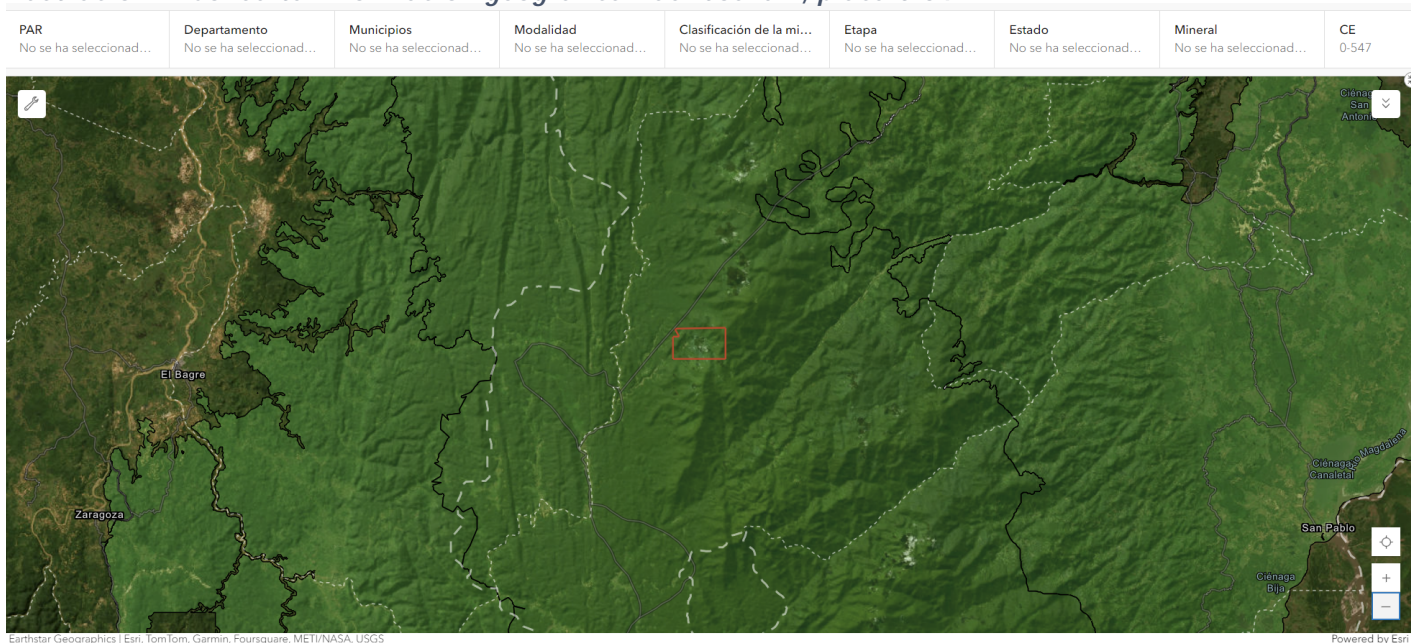 PAR
No se ha seleccionad...
Departamento
No se ha seleccionad...
Municipios
No se ha seleccionad...
Modalidad
No se ha seleccionad...
Clasificación de la mi...
No se ha seleccionad...
Etapa
No se ha seleccionad...
Estado
No se ha seleccionad...
Mineral
No se ha seleccionad...
CE
0-547
San
El Bagre
Zaragoza
Magdalena
Ciénaga
Canaletal
San Pablo
Ciénaga
Bija
Earthstar Geographics | Esri, TomTom, Garmin, Foursquare, METI/NASA, USGS
Powered by Esri